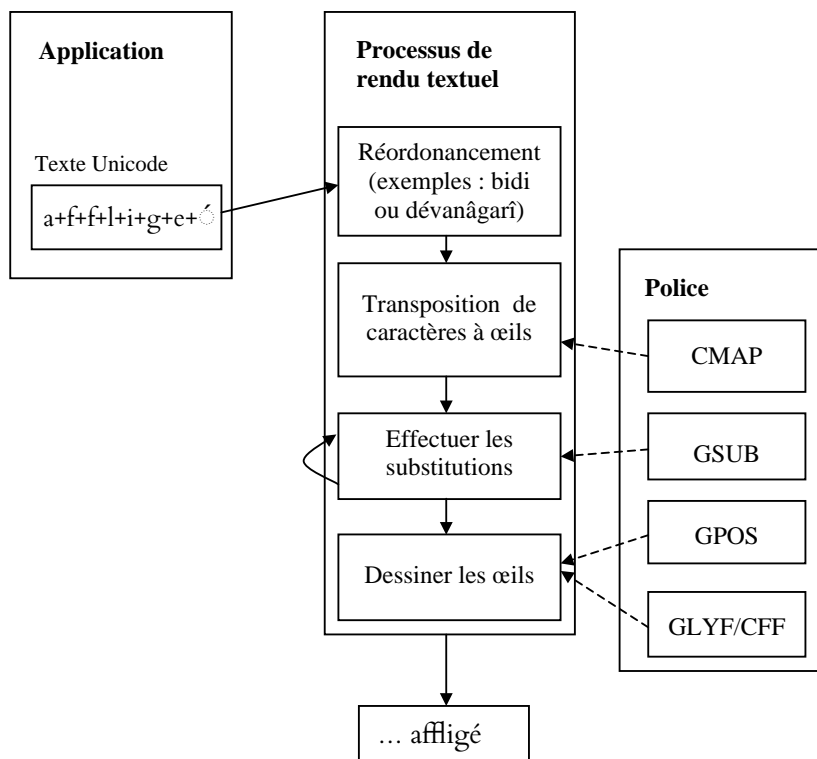 Application
Texte Unicode
a+f+f+l+i+g+e+◌́
Processus de
rendu textuel
Réordonancement
(exemples : bidi
ou dévanâgarî)
Transposition de
caractères à œils
Effectuer les
substitutions
Dessiner les œils
… affligé
Police
CMAP
GSUB
GPOS
GLYF/CFF